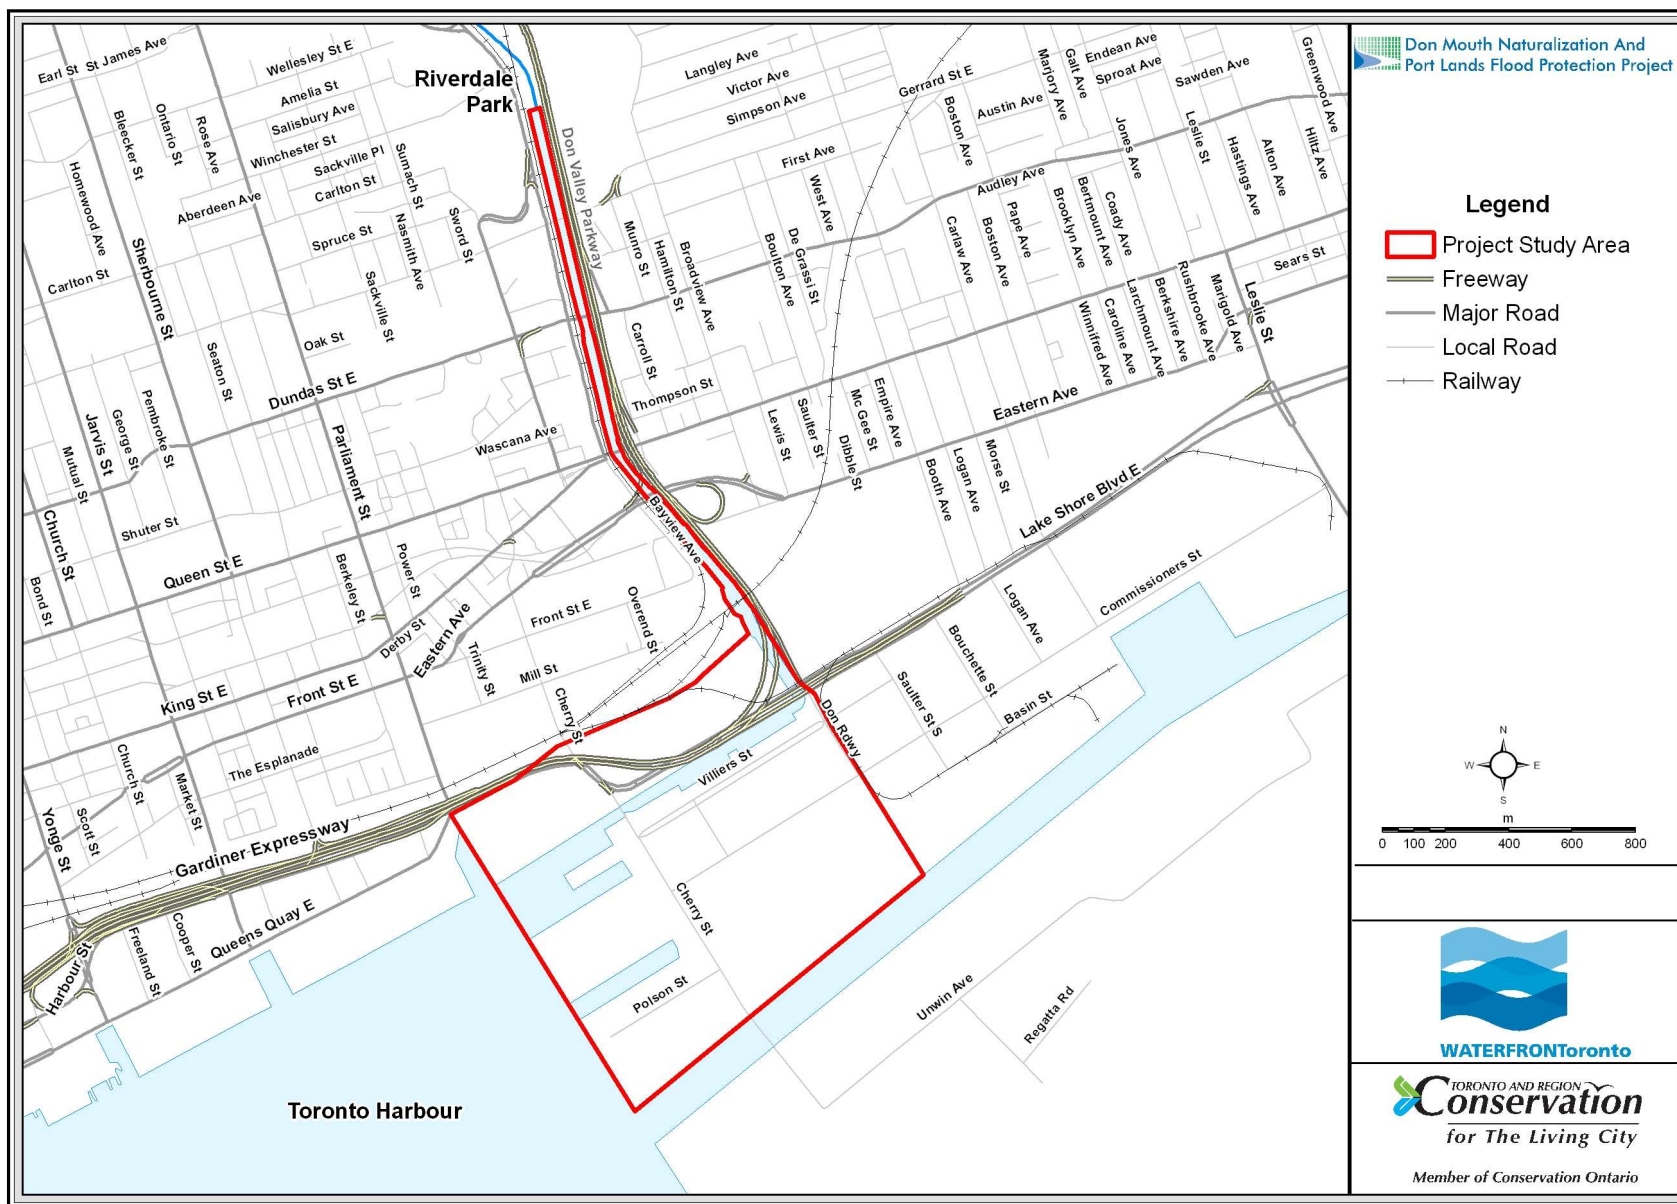 Earl St
St James Ave
Wellesley St E
Amelia St
Salisbury Ave
Winchester St
Sackville Pl
Carlton St
Aberdeen Ave
Spruce St
Bleecker St
Ontario St
Rose Ave
Homewood Ave
Sumach St
Nasmith Ave
Sword St
Sackville St
Sherbourne St
Carlton St
Riverdale
Park
Don Valley Parkway
Langley Ave
Victor Ave
Simpson Ave
Gerrard St E
First Ave
West Ave
Boston Ave
Austin Ave
Marjory Ave
Galt Ave
Endean Ave
Sproat Ave
Sawden Ave
Greenwood Ave
Jones Ave
Leslie St
Hastings Ave
Alton Ave
Hiltz Ave
Audley Ave
Munro St
Hamilton St
Broadview Ave
Boulton Ave
De Grassi St
Carlaw Ave
Boston Ave
Pape Ave
Brooklyn Ave
Bertmount Ave
Coady Ave
Sears St
Leslie St
Winnifred Ave
Caroline Ave
Larchmount Ave
Berkshire Ave
Rushbrooke Ave
Marigold Ave
Seaton St
Oak St
Dundas St E
Carroll St
Thompson St
Wascana Ave
Lewis St
Saulter St
Mc Gee St
Empire Ave
Dibble St
Eastern Ave
Booth Ave
Logan Ave
Morse St
Lake Shore Blvd E
Pembroke St
George St
Jarvis St
Mutual St
Church St
Shuter St
Parliament St
Queen St E
Bond St
Berkeley St
Power St
Derby St
Eastern Ave
Trinity St
Front St E
Overend St
Mill St
Cherry St
Bayview Ave
Commissioners St
Logan Ave
Bouchette St
Saulter St S
Basin St
Don Rdwy
Villiers St
King St E
Front St E
The Esplanade
Church St
Market St
Scott St
Yonge St
Gardiner Expressway
Queens Quay E
Cooper St
Freeland St
Harbour St
Cherry St
Polson St
Unwin Ave
Regatta Rd
Toronto Harbour
Don Mouth Naturalization And
Port Lands Flood Protection Project
Legend
Project Study Area
Freeway
Major Road
Local Road
Railway
N
W E
S
m
0 100 200 400 600 800
WATERFRONToronto
TORONTO AND REGION
Conservation
for The Living City
Member of Conservation Ontario